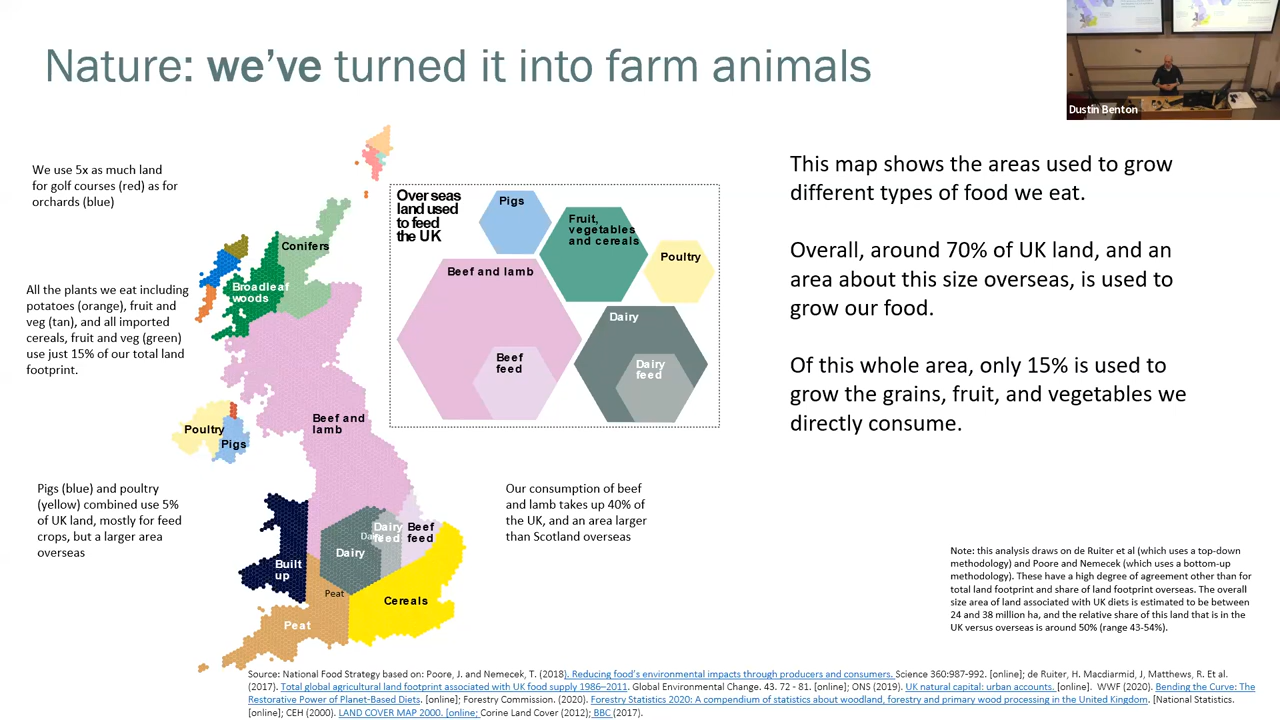 Nature: we've turned it into farm animals
Dustin Benton
We use 5x as much land
for golf courses (red) as for
orchards (blue)
All the plants we eat including
potatoes (orange), fruit and
veg (tan), and all imported
cereals, fruit and veg (green)
use just 15% of our total land
footprint.
Pigs (blue) and poultry
(yellow) combined use 5%
of UK land, mostly for feed
crops, but a larger area
overseas
Conifers
Broadleaf
woods
Poultry
Pigs
Beef and
lamb
Built
up
Dairy
Dairy
feed
Beef
feed
Peat
Peat
Cereals
Overseas
land used
to feed
the UK
Pigs
Fruit,
vegetables
and cereals
Poultry
Beef and lamb
Beef
feed
Dairy
Dairy
feed
Our consumption of beef
and lamb takes up 40% of
the UK, and an area larger
than Scotland overseas
This map shows the areas used to grow
different types of food we eat.
Overall, around 70% of UK land, and an
area about this size overseas, is used to
grow our food.
Of this whole area, only 15% is used to
grow the grains, fruit, and vegetables we
directly consume.
Note: this analysis draws on de Ruiter et al (which uses a top-down
methodology) and Poore and Nemecek (which uses a bottom-up
methodology). These have a high degree of agreement other than for
total land footprint and share of land footprint overseas. The overall
size area of land associated with UK diets is estimated to be between
24 and 38 million ha, and the relative share of this land that is in the
UK versus overseas is around 50% (range 43-54%).
Source: National Food Strategy based on: Poore, J. and Nemecek, T. (2018). Reducing food's environmental impacts through producers and consumers. Science 360:987-992. [online]; de Ruiter, H. Macdiarmid, J, Matthews, R. Et al.
(2017). Total global agricultural land footprint associated with UK food supply 1986–2011. Global Environmental Change. 43. 72 - 81. [online]; ONS (2019). UK natural capital: urban accounts. [online]. WWF (2020). Bending the Curve: The
Restorative Power of Planet-Based Diets. [online]; Forestry Commission. (2020). Forestry Statistics 2020: A compendium of statistics about woodland, forestry and primary wood processing in the United Kingdom. [National Statistics.
[online]; CEH (2000). LAND COVER MAP 2000. [online; Corine Land Cover (2012); BBC (2017).